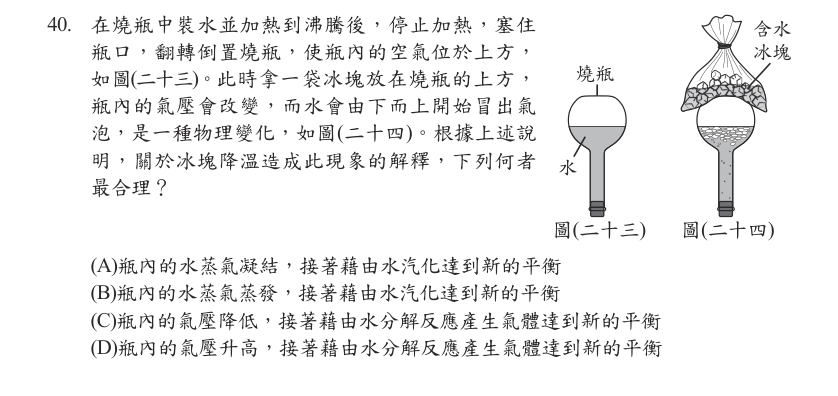 40. 在燒瓶中裝水並加熱到沸騰後，停止加熱，塞住
瓶口，翻轉倒置燒瓶，使瓶內的空氣位於上方，
如圖(二十三)。此時拿一袋冰塊放在燒瓶的上方，
瓶內的氣壓會改變，而水會由下而上開始冒出氣
泡，是一種物理變化，如圖(二十四)。根據上述說
明，關於冰塊降溫造成此現象的解釋，下列何者
最合理？
燒瓶
水
圖(二十三)
含水
冰塊
圖(二十四)
(A)瓶內的水蒸氣凝結，接著藉由水汽化達到新的平衡
(B)瓶內的水蒸氣蒸發，接著藉由水汽化達到新的平衡
(C)瓶內的氣壓降低，接著藉由水分解反應產生氣體達到新的平衡
(D)瓶內的氣壓升高，接著藉由水分解反應產生氣體達到新的平衡